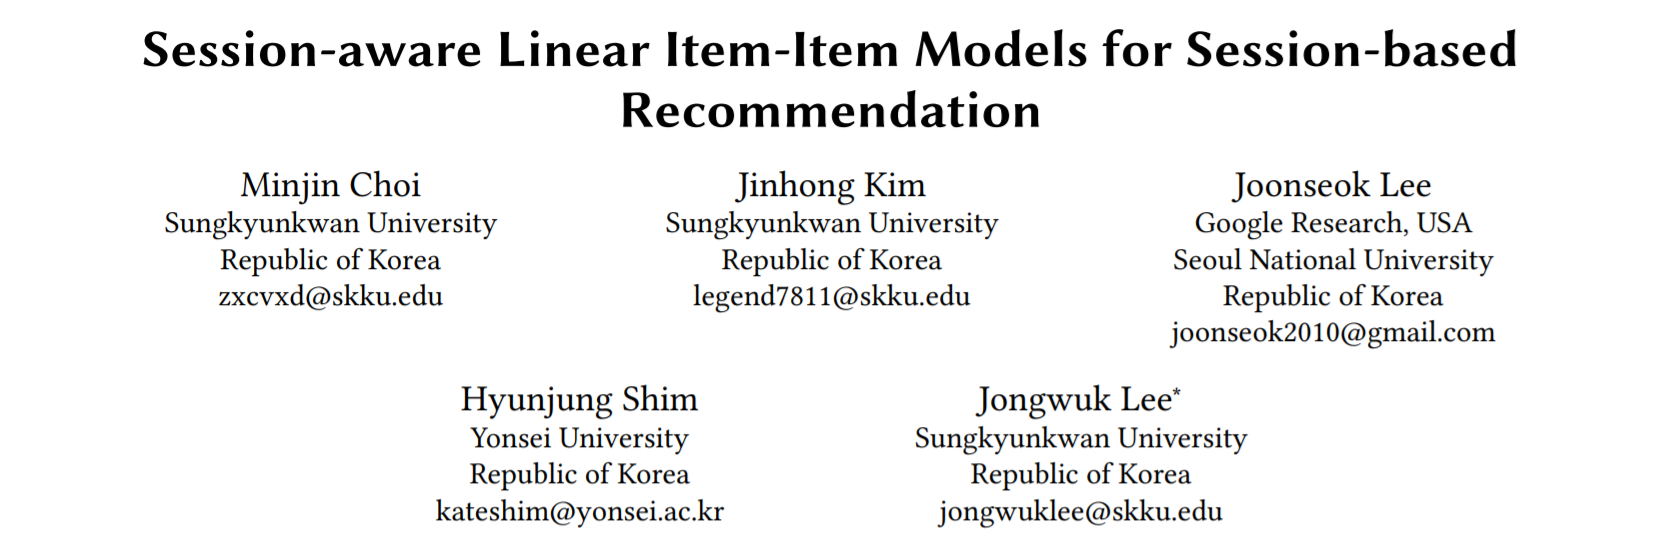 Session-aware Linear Item-Item Models for Session-based
Recommendation
Minjin Choi
Sungkyunkwan University
Republic of Korea
zxcvxd@skku.edu
Jinhong Kim
Sungkyunkwan University
Republic of Korea
legend7811@skku.edu
Joonseok Lee
Google Research, USA
Seoul National University
Republic of Korea
joonseok2010@gmail.com
Hyunjung Shim
Yonsei University
Republic of Korea
kateshim@yonsei.ac.kr
Jongwuk Lee*
Sungkyunkwan University
Republic of Korea
jongwuklee@skku.edu